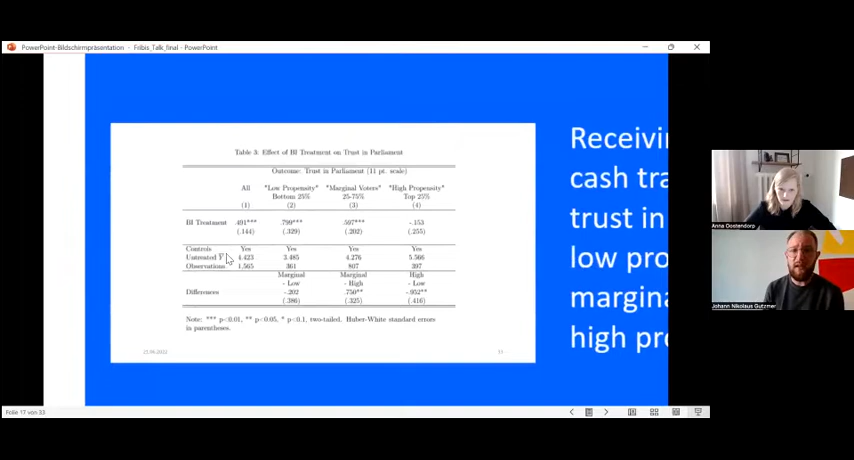 PowerPoint-Bildschirmpräsentation - Fribis_Talk_final - PowerPoint
Table 3. Effect of BI Treatment on Trust in Parliament
Outcome: Trust in Parliament (11 pt. scale)
All "Low Propensity" "Marginal Voters" "High Propensity"
Bottom 25% 25-75% Top 25%
(1) (2) (3) (4)
BI Treatment .491*** .799** .597*** -.153
(.144) (.329) (.202) (.255)
Controls Yes Yes Yes Yes
Untreated Y 4.423 3.485 4.276 5.566
Observations 1,565 361 807 397
Marginal Marginal High
- Low - High - Low
Differences -.202 .750** -.952**
(.386) (.325) (.416)
Note: *** p<0.01, ** p<0.05, * p<0.1, two-tailed. Huber-White standard errors
in parentheses.
Receivi
cash tra
trust in
low pro
margina
high pro
Anna Oostendorp
Johann Nikolaus Gutzmer
Folie 17 von 33